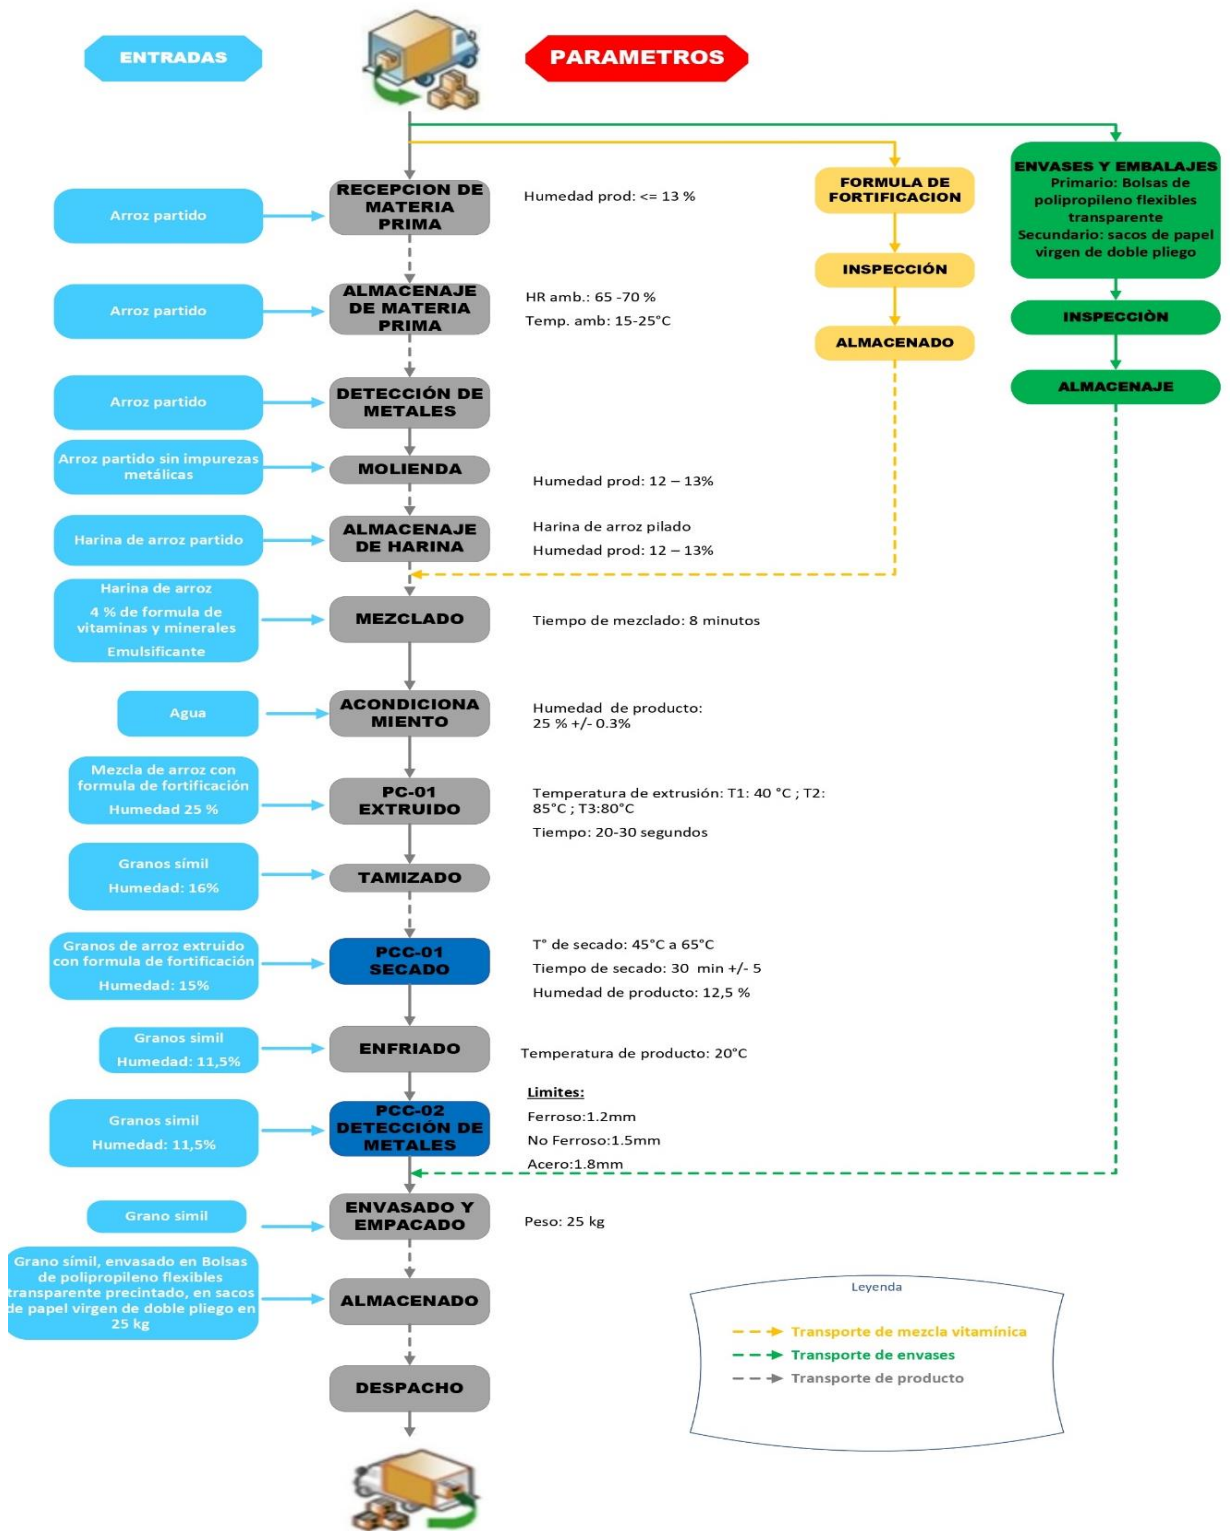 ENTRADAS
PARAMETROS
RECEPCION DE
MATERIA
PRIMA
Arroz partido
Humedad prod: <= 13 %
FORMULA DE
FORTIFICACION
ENVASES Y EMBALAJES
Primario: Bolsas de
polipropileno flexibles
transparente
Secundario: sacos de papel
virgen de doble pliego
INSPECCIÓN
INSPECCIÒN
ALMACENADO
ALMACENAJE
Arroz partido
ALMACENAJE
DE MATERIA
PRIMA
HR amb.: 65 -70 %
Temp. amb: 15-25°C
Arroz partido
DETECCIÓN DE
METALES
Arroz partido sin impurezas
metálicas
MOLIENDA
Humedad prod: 12 – 13%
Harina de arroz partido
ALMACENAJE
DE HARINA
Harina de arroz pilado
Humedad prod: 12 – 13%
Harina de arroz
4 % de formula de
vitaminas y minerales
Emulsificante
MEZCLADO
Tiempo de mezclado: 8 minutos
Agua
ACONDICIONA
MIENTO
Humedad de producto:
25 % +/- 0.3%
Mezcla de arroz con
formula de fortificación
Humedad 25 %
PC-01
EXTRUIDO
Temperatura de extrusión: T1: 40 °C ; T2:
85°C ; T3:80°C
Tiempo: 20-30 segundos
Granos símil
Humedad: 16%
TAMIZADO
Granos de arroz extruido
con formula de fortificación
Humedad: 15%
PCC-01
SECADO
T° de secado: 45°C a 65°C
Tiempo de secado: 30 min +/- 5
Humedad de producto: 12,5 %
Granos simil
Humedad: 11,5%
ENFRIADO
Temperatura de producto: 20°C
Granos simil
Humedad: 11,5%
PCC-02
DETECCIÓN DE
METALES
Limites:
Ferroso:1.2mm
No Ferroso:1.5mm
Acero:1.8mm
Grano simil
ENVASADO Y
EMPACADO
Peso: 25 kg
Grano símil, envasado en Bolsas
de polipropileno flexibles
transparente precintado, en sacos
de papel virgen de doble pliego en
25 kg
ALMACENADO
DESPACHO
Leyenda
Transporte de mezcla vitamínica
Transporte de envases
Transporte de producto